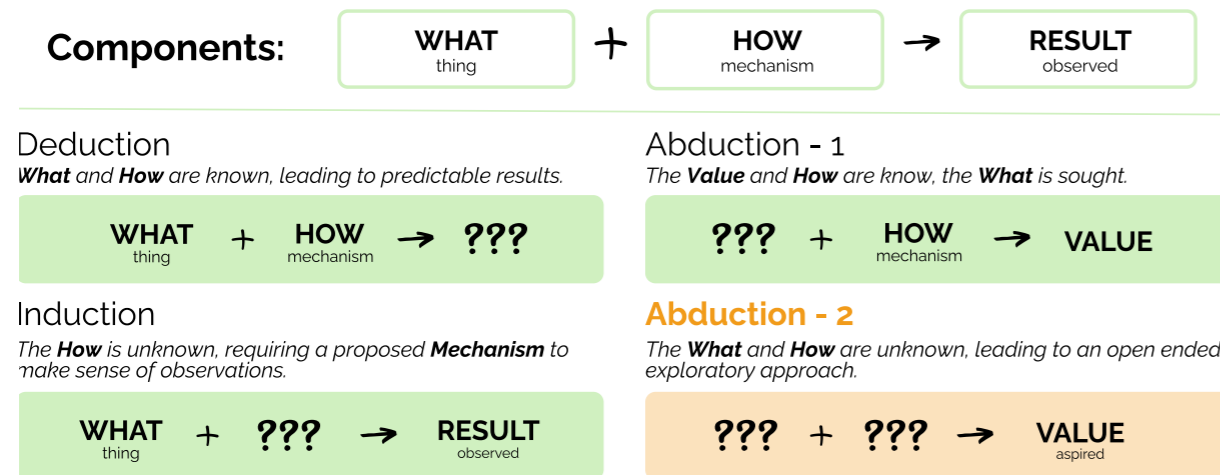 Components:
WHAT + HOW → RESULT
thing mechanism observed
Deduction
What and How are known, leading to predictable results.
WHAT + HOW → ???
thing mechanism
Abduction - 1
The Value and How are know, the What is sought.
??? + HOW → VALUE
mechanism
Induction
The How is unknown, requiring a proposed Mechanism to
make sense of observations.
WHAT + ??? → RESULT
thing observed
Abduction - 2
The What and How are unknown, leading to an open ended
exploratory approach.
??? + ??? → VALUE
aspired